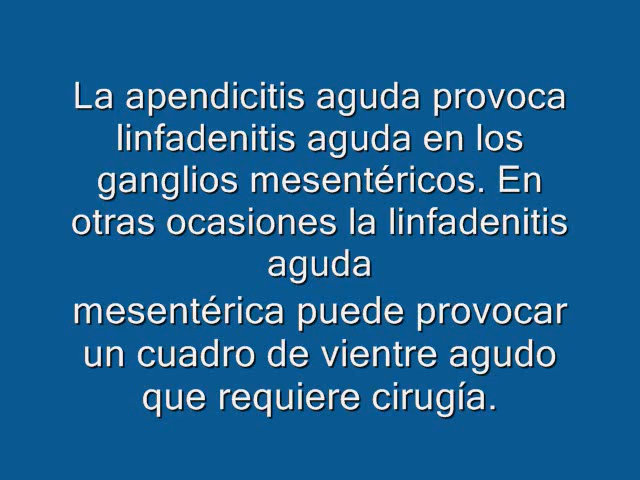 La apendicitis aguda provoca
linfadenitis aguda en los
ganglios mesentéricos. En
otras ocasiones la linfadenitis
aguda
mesentérica puede provocar
un cuadro de vientre agudo
que requiere cirugía.